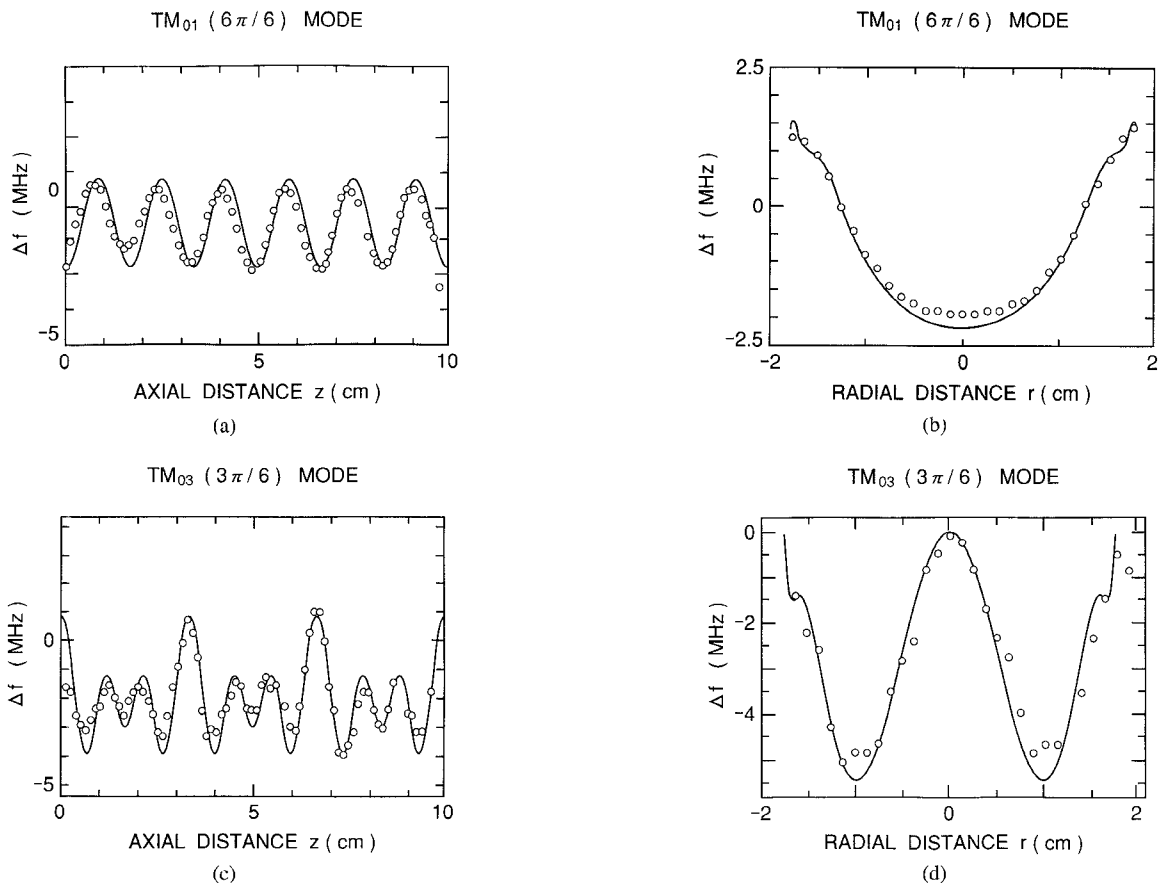 TM₀₁ (6π/6) MODE
0
-5
Δf (MHz)
0 5 10
AXIAL DISTANCE z (cm)
(a)
TM₀₁ (6π/6) MODE
2.5
0
-2.5
Δf (MHz)
-2 0 2
RADIAL DISTANCE r (cm)
(b)
TM₀₃ (3π/6) MODE
0
-5
Δf (MHz)
0 5 10
AXIAL DISTANCE z (cm)
(c)
TM₀₃ (3π/6) MODE
0
-2
-4
Δf (MHz)
-2 0 2
RADIAL DISTANCE r (cm)
(d)